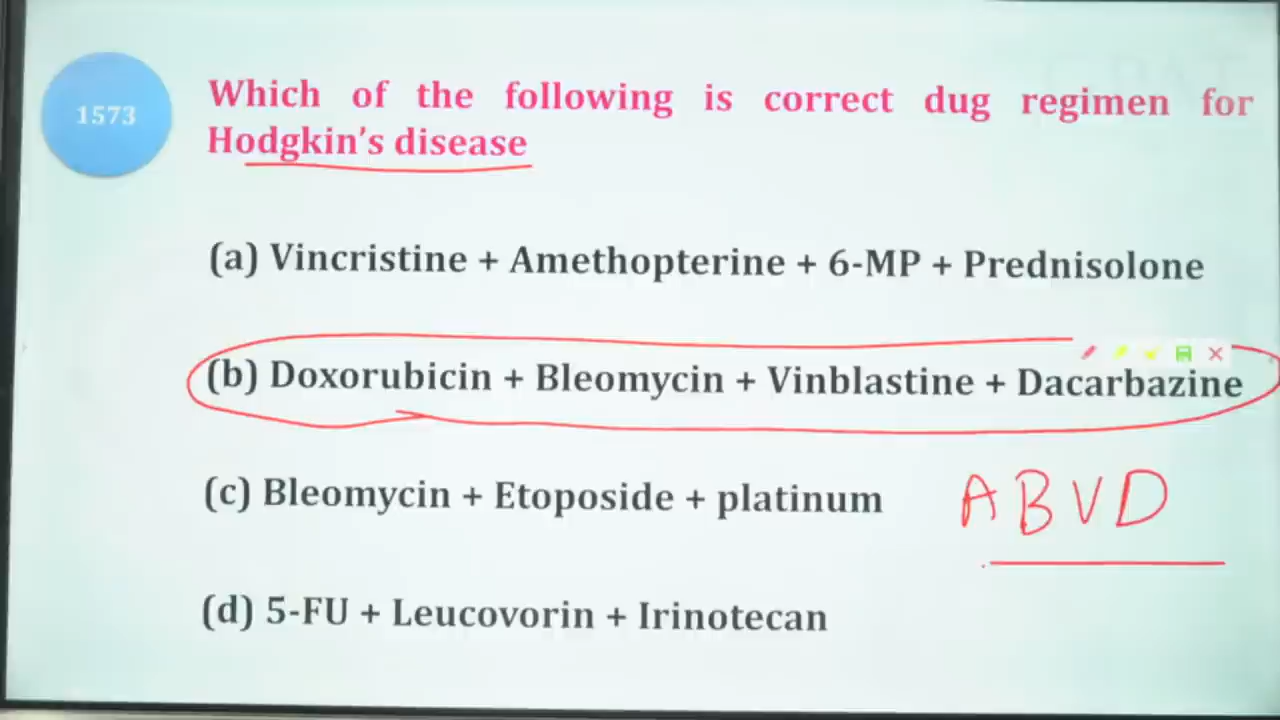 1573
Which of the following is correct dug regimen for
Hodgkin's disease
(a) Vincristine + Amethopterine + 6-MP + Prednisolone
(b) Doxorubicin + Bleomycin + Vinblastine + Dacarbazine
(c) Bleomycin + Etoposide + platinum
ABVD
(d) 5-FU + Leucovorin + Irinotecan